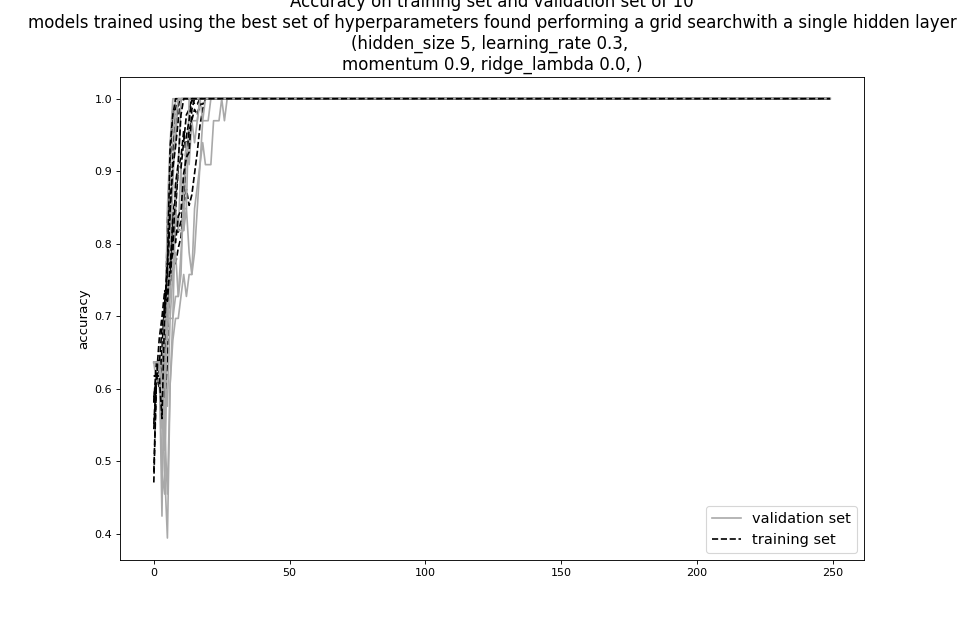 Accuracy on training set and validation set of 10
models trained using the best set of hyperparameters found performing a grid searchwith a single hidden layer
(hidden_size 5, learning_rate 0.3,
momentum 0.9, ridge_lambda 0.0, )
1.0
0.9
0.8
0.7
0.6
0.5
0.4
accuracy
validation set
training set
0 50 100 150 200 250